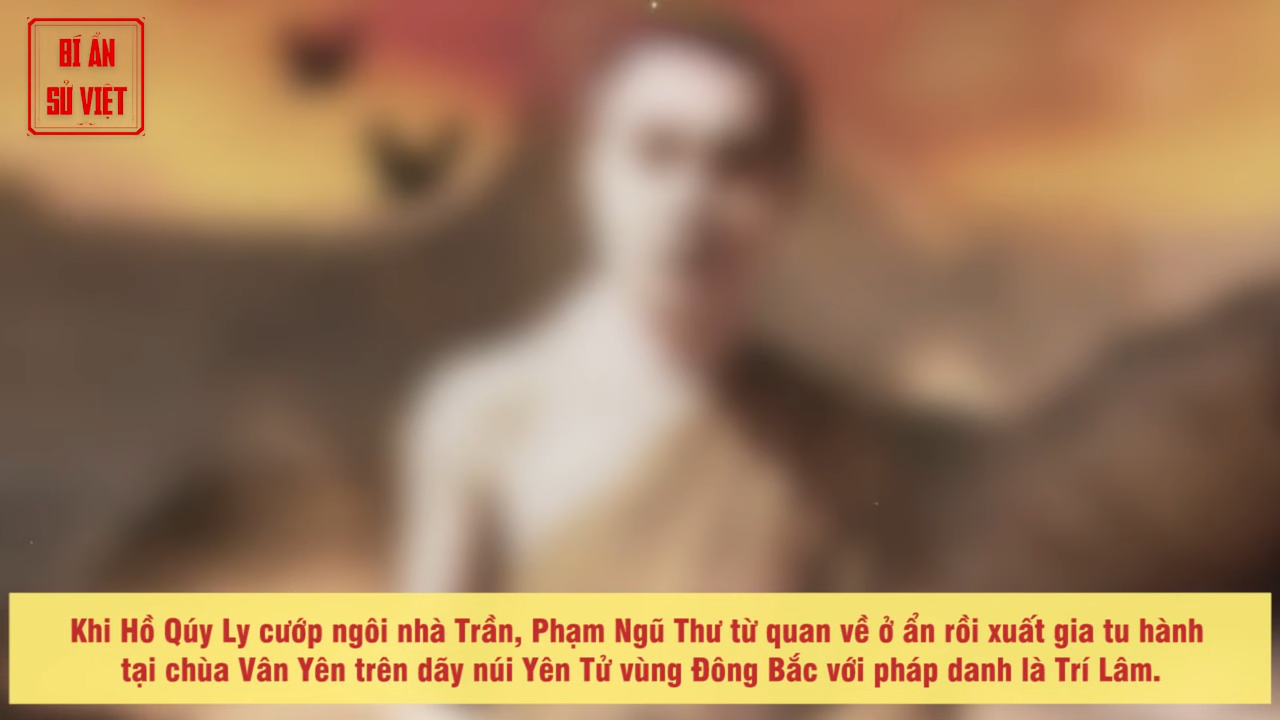 BÍ ẨN
SỬ VIỆT
Khi Hồ Qúy Ly cướp ngôi nhà Trần, Phạm Ngũ Thư từ quan về ở ẩn rồi xuất gia tu hành
tại chùa Vân Yên trên dãy núi Yên Tử vùng Đông Bắc với pháp danh là Trí Lâm.